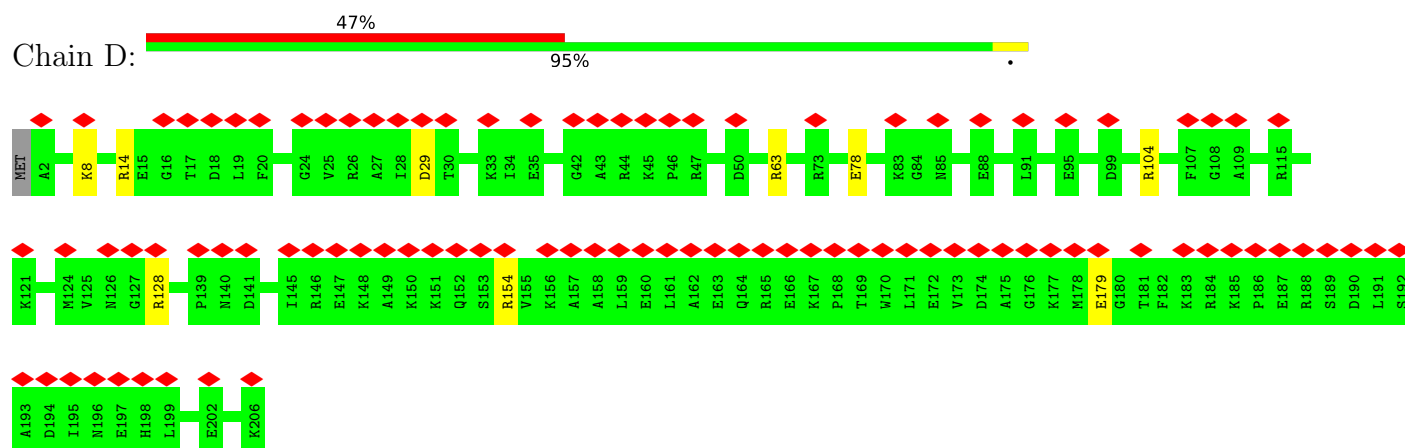 47%
Chain D:
95%
.
MET A2 K8 R14 E15 G16 T17 D18 L19 F20 G24 V25 R26 A27 I28 D29 T30 K33 I34 E35 G42 A43 R44 K45 P46 R47 D50 R63 R73 E78 K83 G84 N85 E88 L91 E95 D99 R104 F107 G108 A109 R115
K121 M124 V125 N126 G127 R128 P139 N140 D141 I145 R146 E147 K148 A149 K150 K151 Q152 S153 R154 V155 K156 A157 A158 L159 E160 L161 A162 E163 Q164 R165 E166 K167 P168 T169 W170 L171 E172 V173 D174 A175 G176 K177 M178 E179 G180 T181 F182 K183 R184 K185 P186 E187 R188 S189 D190 L191 S192
A193 D194 I195 N196 E197 H198 L199 E202 K206